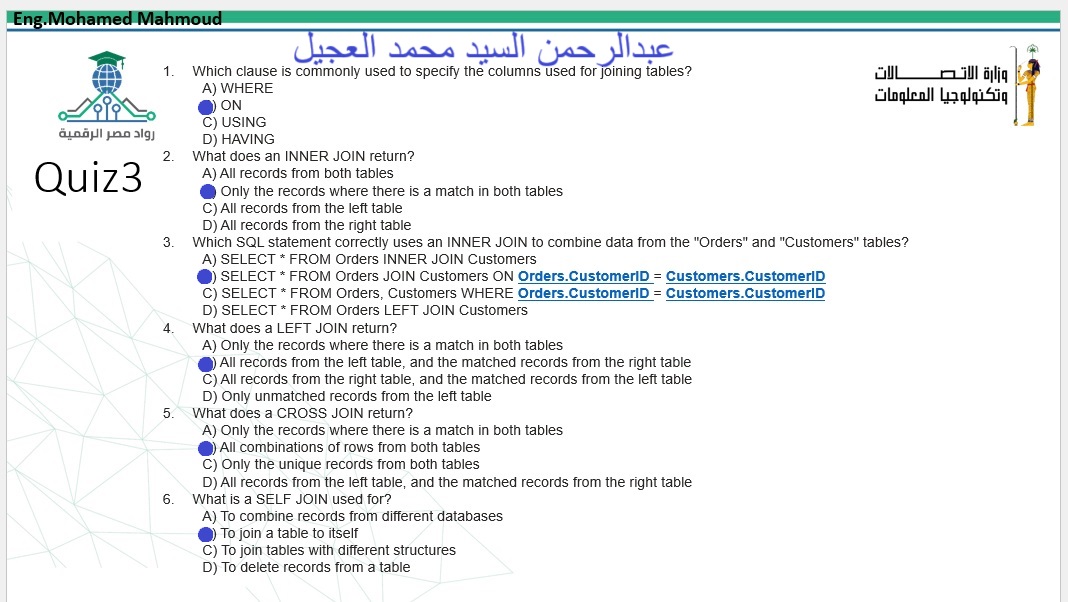 Eng.Mohamed Mahmoud
عبدالرحمن السيد محمد العجيل
رواد مصر الرقمية
وزارة الاتصالات
وتكنولوجيا المعلومات
Quiz3
1. Which clause is commonly used to specify the columns used for joining tables?
A) WHERE
) ON
C) USING
D) HAVING
2. What does an INNER JOIN return?
A) All records from both tables
Only the records where there is a match in both tables
C) All records from the left table
D) All records from the right table
3. Which SQL statement correctly uses an INNER JOIN to combine data from the "Orders" and "Customers" tables?
A) SELECT * FROM Orders INNER JOIN Customers
) SELECT * FROM Orders JOIN Customers ON Orders.CustomerID = Customers.CustomerID
C) SELECT * FROM Orders, Customers WHERE Orders.CustomerID = Customers.CustomerID
D) SELECT * FROM Orders LEFT JOIN Customers
4. What does a LEFT JOIN return?
A) Only the records where there is a match in both tables
) All records from the left table, and the matched records from the right table
C) All records from the right table, and the matched records from the left table
D) Only unmatched records from the left table
5. What does a CROSS JOIN return?
A) Only the records where there is a match in both tables
) All combinations of rows from both tables
C) Only the unique records from both tables
D) All records from the left table, and the matched records from the right table
6. What is a SELF JOIN used for?
A) To combine records from different databases
) To join a table to itself
C) To join tables with different structures
D) To delete records from a table